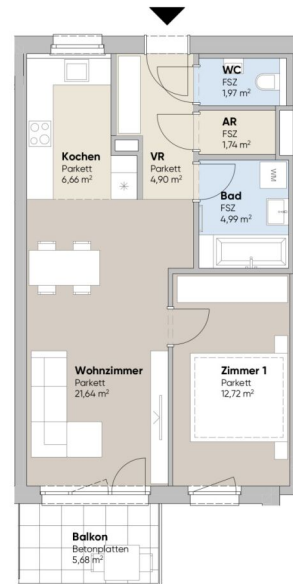 WC
FSZ
1,97 m²
AR
FSZ
1,74 m²
Kochen
Parkett
6,66 m²
VR
Parkett
4,90 m²
WM
Bad
FSZ
4,99 m²
Wohnzimmer
Parkett
21,64 m²
Zimmer 1
Parkett
12,72 m²
Balkon
Betonplatten
5,68 m²